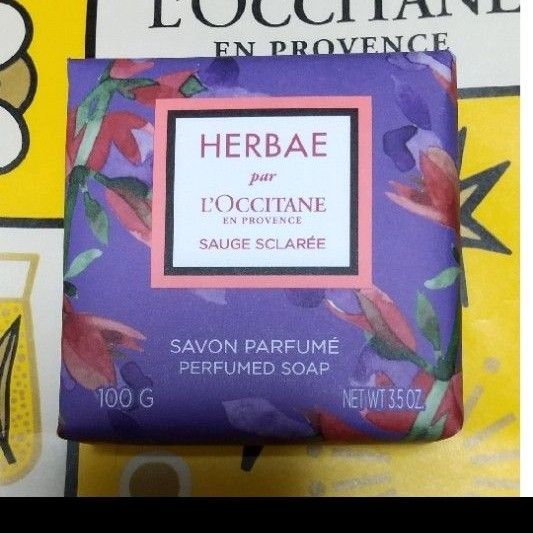 L'OCCITANE
EN PROVENCE
HERBAE
par
L'OCCITANE
EN PROVENCE
SAUGE SCLARÉE
SAVON PARFUMÉ
PERFUMED SOAP
100 G
NET WT 3.5 OZ.